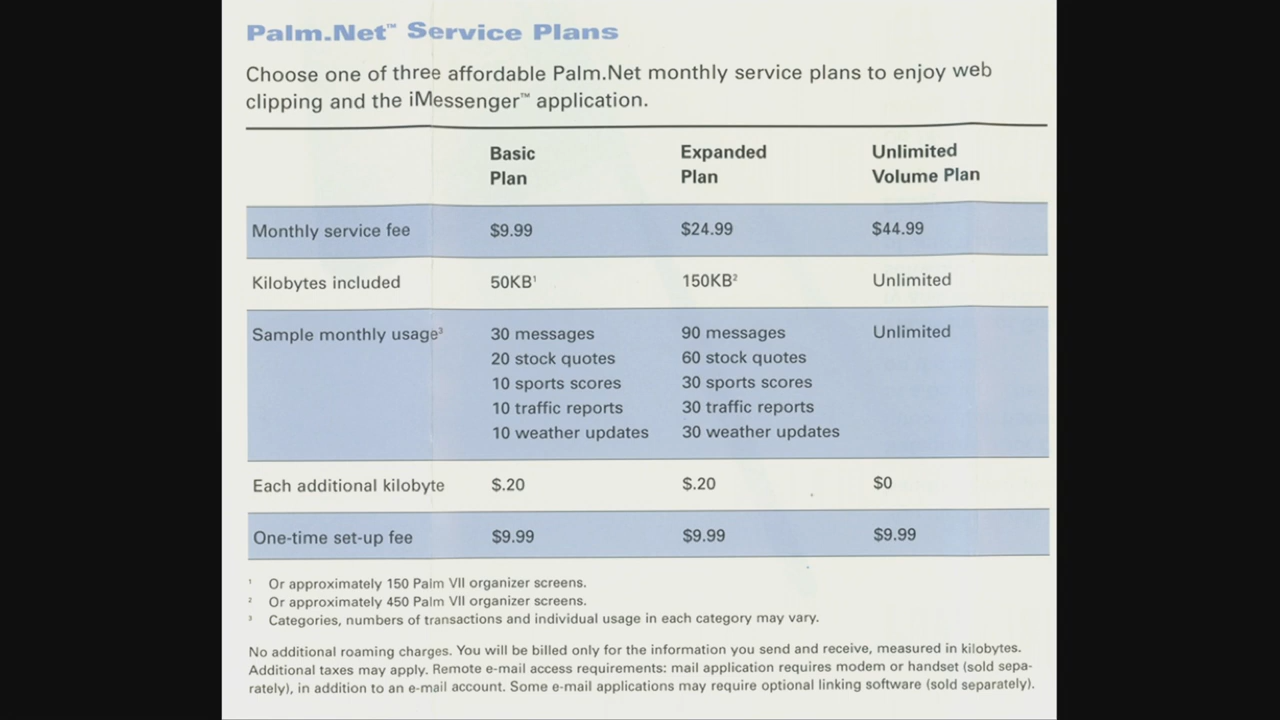 Palm.Net™ Service Plans
Choose one of three affordable Palm.Net monthly service plans to enjoy web
clipping and the iMessenger™ application.
Basic Plan Expanded Plan Unlimited Volume Plan
Monthly service fee $9.99 $24.99 $44.99
Kilobytes included 50KB¹ 150KB² Unlimited
Sample monthly usage³ 30 messages 90 messages Unlimited
20 stock quotes 60 stock quotes
10 sports scores 30 sports scores
10 traffic reports 30 traffic reports
10 weather updates 30 weather updates
Each additional kilobyte $.20 $.20 $0
One-time set-up fee $9.99 $9.99 $9.99
¹ Or approximately 150 Palm VII organizer screens.
² Or approximately 450 Palm VII organizer screens.
³ Categories, numbers of transactions and individual usage in each category may vary.
No additional roaming charges. You will be billed only for the information you send and receive, measured in kilobytes.
Additional taxes may apply. Remote e-mail access requirements: mail application requires modem or handset (sold sepa-
rately), in addition to an e-mail account. Some e-mail applications may require optional linking software (sold separately).